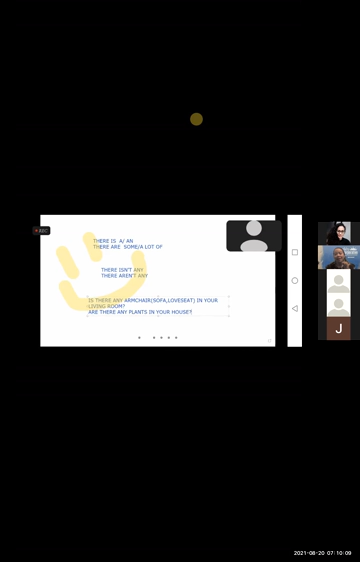 REC
THERE IS A/ AN
THERE ARE SOME/A LOT OF
THERE ISN'T ANY
THERE AREN'T ANY
IS THERE ANY ARMCHAIR(SOFA,LOVESEAT) IN YOUR
LIVING ROOM?
ARE THERE ANY PLANTS IN YOUR HOUSE?
J
2021-08-20 07:10:09